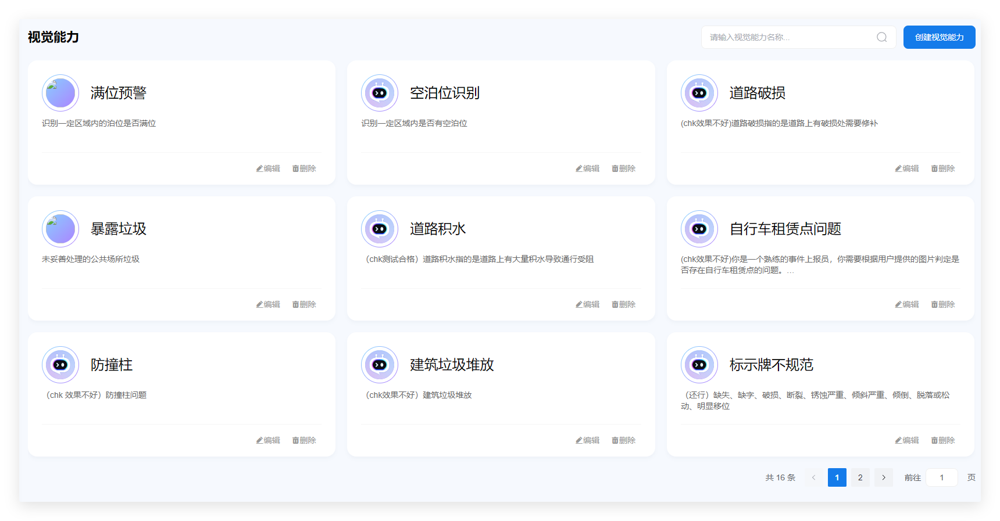 视觉能力
请输入视觉能力名称...
创建视觉能力
满位预警
识别一定区域内的泊位是否满位
编辑 删除
空泊位识别
识别一定区域内是否有空泊位
编辑 删除
道路破损
(chk效果不好)道路破损指的是道路上有破损处需要修补
编辑 删除
暴露垃圾
未妥善处理的公共场所垃圾
编辑 删除
道路积水
（chk测试合格）道路积水指的是道路上有大量积水导致通行受阻
编辑 删除
自行车租赁点问题
(chk效果不好)你是一个熟练的事件上报员，你需要根据用户提供的图片判定是
否存在自行车租赁点的问题。...
编辑 删除
防撞柱
（chk 效果不好）防撞柱问题
编辑 删除
建筑垃圾堆放
（chk效果不好）建筑垃圾堆放
编辑 删除
标示牌不规范
（还行）缺失、缺字、破损、断裂、锈蚀严重、倾斜严重、倾倒、脱落或松
动、明显移位
编辑 删除
共 16 条 1 2 前往 1 页